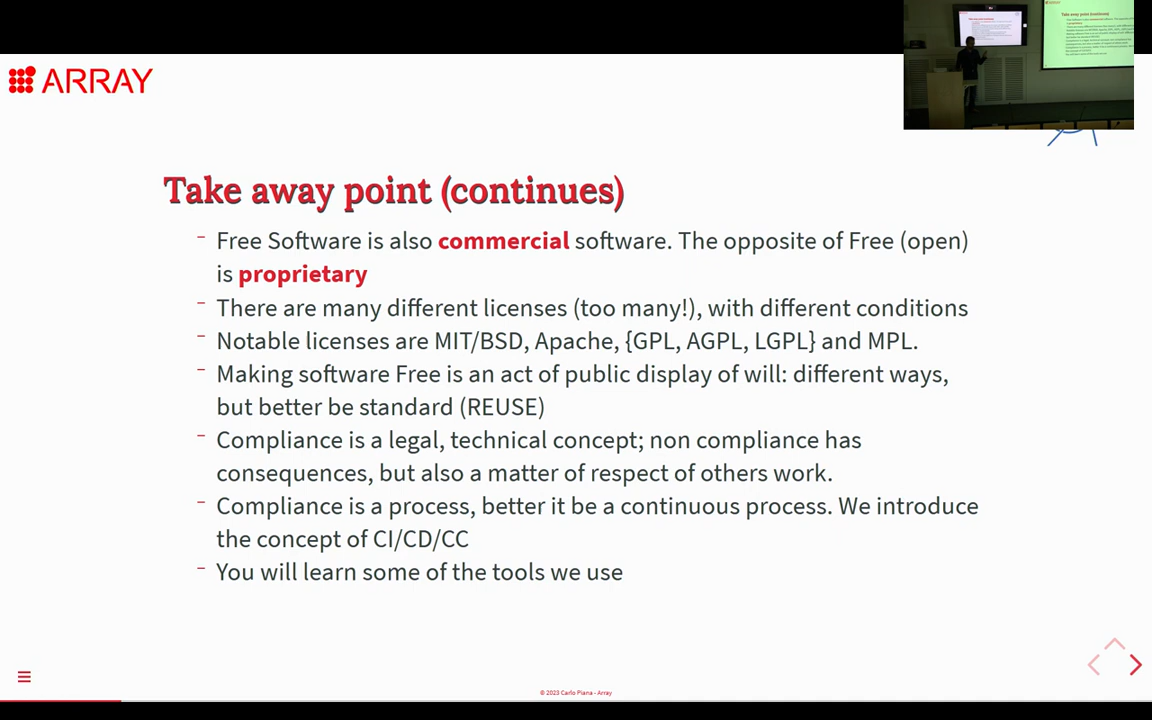 ARRAY
Take away point (continues)
Free Software is also commercial software. The opposite of Free (open)
is proprietary
There are many different licenses (too many!), with different conditions
Notable licenses are MIT/BSD, Apache, {GPL, AGPL, LGPL} and MPL.
Making software Free is an act of public display of will: different ways,
but better be standard (REUSE)
Compliance is a legal, technical concept; non compliance has
consequences, but also a matter of respect of others work.
Compliance is a process, better it be a continuous process. We introduce
the concept of CI/CD/CC
You will learn some of the tools we use
© 2023 Carlo Piana - Array